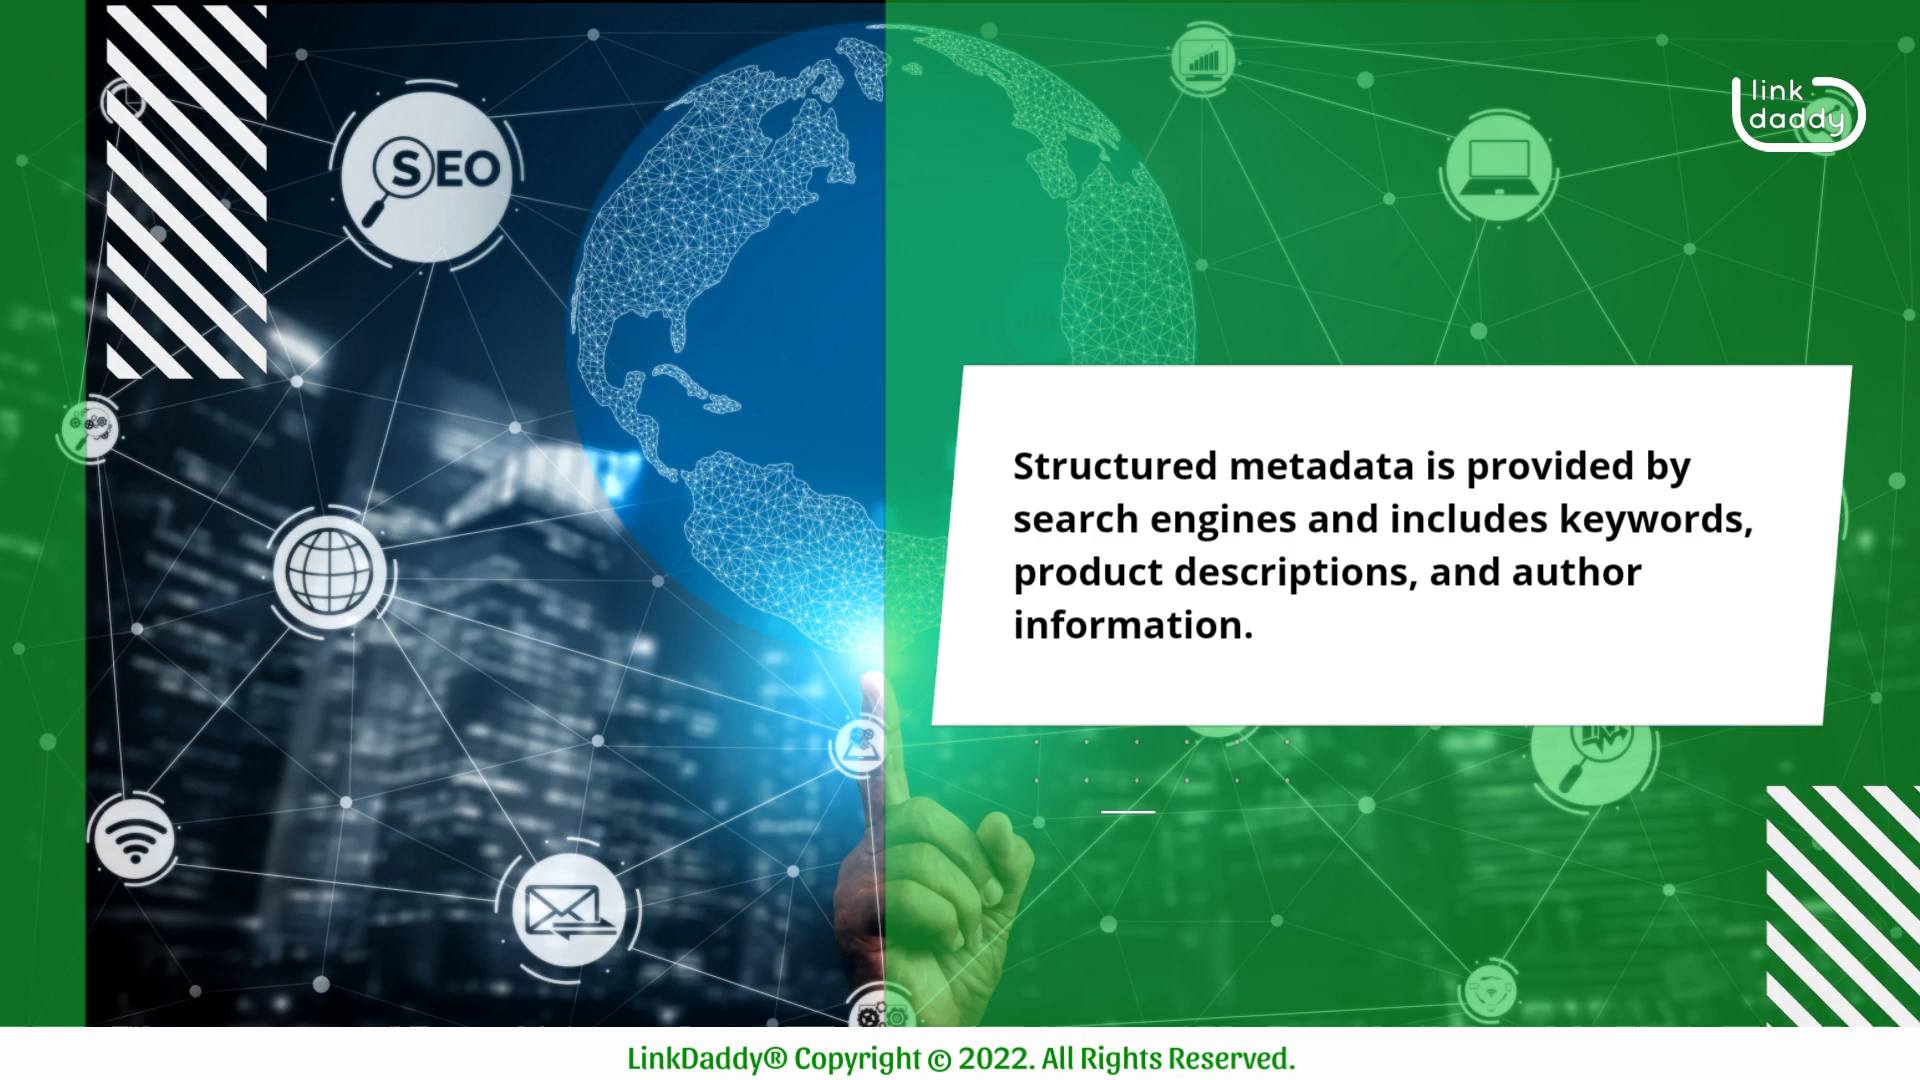 SEO
link
daddy
Structured metadata is provided by
search engines and includes keywords,
product descriptions, and author
information.
LinkDaddy® Copyright © 2022. All Rights Reserved.